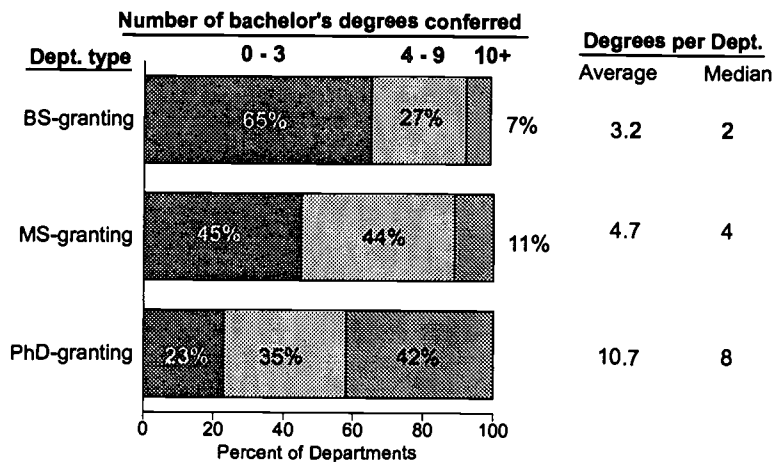 Number of bachelor's degrees conferred
Dept. type 0 - 3 4 - 9 10+ Degrees per Dept.
Average Median
BS-granting 65% 27% 7% 3.2 2
MS-granting 45% 44% 11% 4.7 4
PhD-granting 23% 35% 42% 10.7 8
0 20 40 60 80 100
Percent of Departments